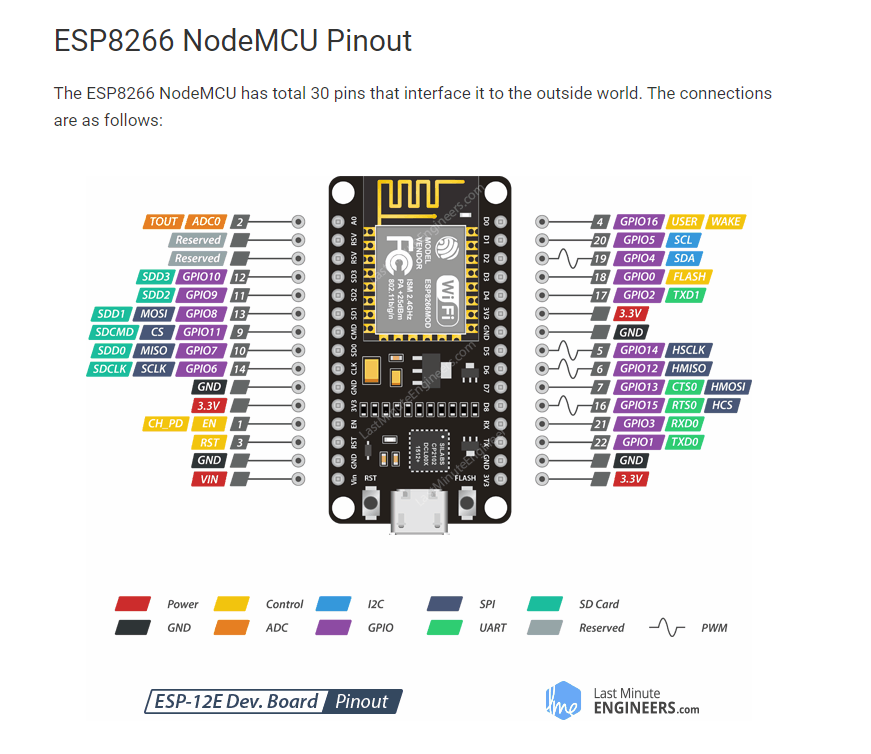 ESP8266 NodeMCU Pinout
The ESP8266 NodeMCU has total 30 pins that interface it to the outside world. The connections
are as follows:
TOUT ADC0 2
Reserved
Reserved
SDD3 GPIO10 12
SDD2 GPIO9 11
SDD1 MOSI GPIO8 13
SDCMD CS GPIO11 9
SDD0 MISO GPIO7 10
SDCLK SCLK GPIO6 14
GND
3.3V
CH_PD EN 1
RST 3
GND
VIN
A0
RSV
RSV
SD3
SD2
SD1
CMD
SD0
CLK
GND
3V3
EN
RST
GND
Vin
LastMinuteEngineers.com
MODEL
VENDOR
ESP8266MOD
FC
WiFi
ISM 2.4GHz
PA +25dBm
802.11b/g/n
LastMinuteEngineers.com
SILABS
CP2102
DCL00X
1512+
RST
FLASH
D0
D1
D2
D3
D4
3V3
GND
D5
D6
D7
D8
RX
TX
GND
3V3
4 GPIO16 USER WAKE
20 GPIO5 SCL
19 GPIO4 SDA
18 GPIO0 FLASH
17 GPIO2 TXD1
3.3V
GND
5 GPIO14 HSCLK
6 GPIO12 HMISO
7 GPIO13 CTS0 HMOSI
16 GPIO15 RTS0 HCS
21 GPIO3 RXD0
22 GPIO1 TXD0
GND
3.3V
Power Control I2C SPI SD Card
GND ADC GPIO UART Reserved PWM
ESP-12E Dev. Board Pinout
lme
Last Minute
ENGINEERS.com